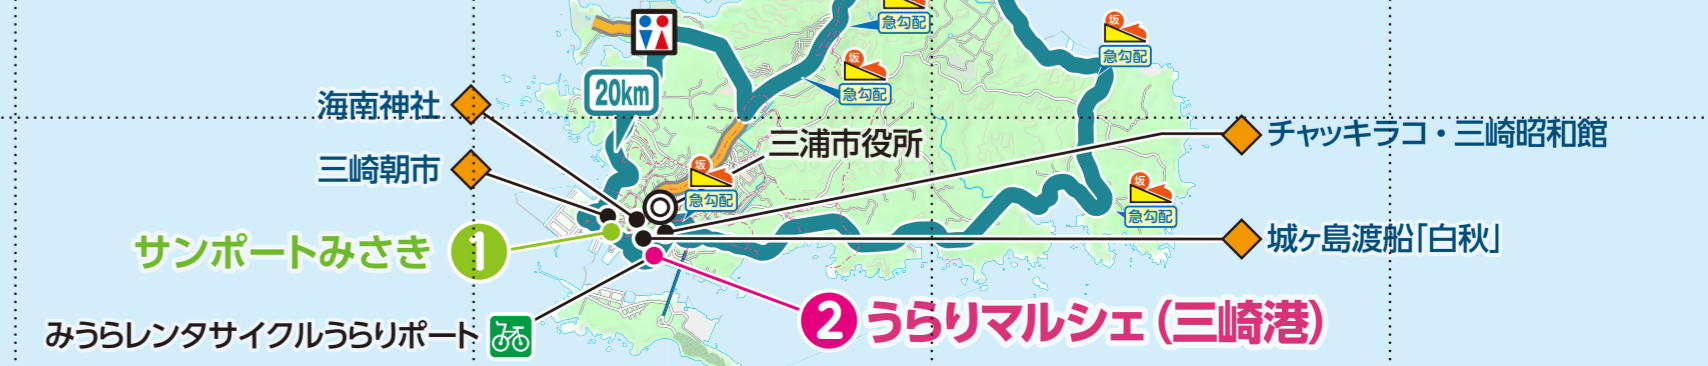 急勾配
坂
急勾配
坂
急勾配
20km
海南神社
三浦市役所
チャッキラコ・三崎昭和館
三崎朝市
坂
急勾配
坂
急勾配
サンポートみさき
1
城ヶ島渡船「白秋」
2 うらりマルシェ(三崎港)
みうらレンタサイクルうらりポート